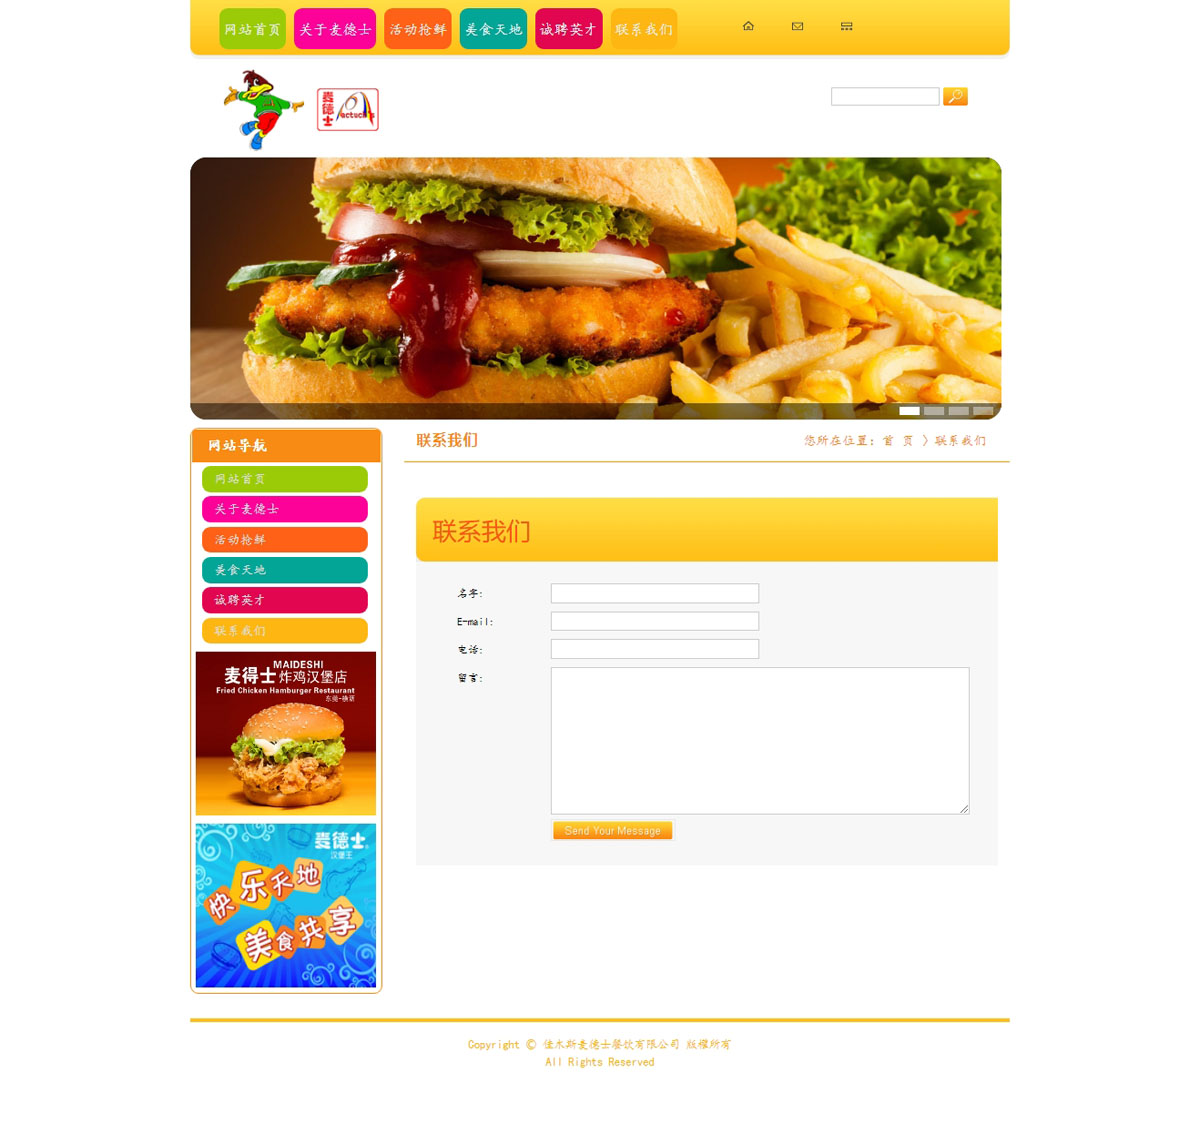 网站首页 关于麦德士 活动抢鲜 美食天地 诚聘英才 联系我们
麦德士
网站导航
网站首页
关于麦德士
活动抢鲜
美食天地
诚聘英才
联系我们
MAIDESHI
麦得士炸鸡汉堡店
Fried Chicken Hamburger Restaurant
麦德士
汉堡王
快乐天地
美食共享
联系我们
您所在位置: 首 页 〉联系我们
联系我们
名字:
E-mail:
电话:
留言:
Send Your Message
Copyright © 佳木斯麦德士餐饮有限公司 版權所有
All Rights Reserved